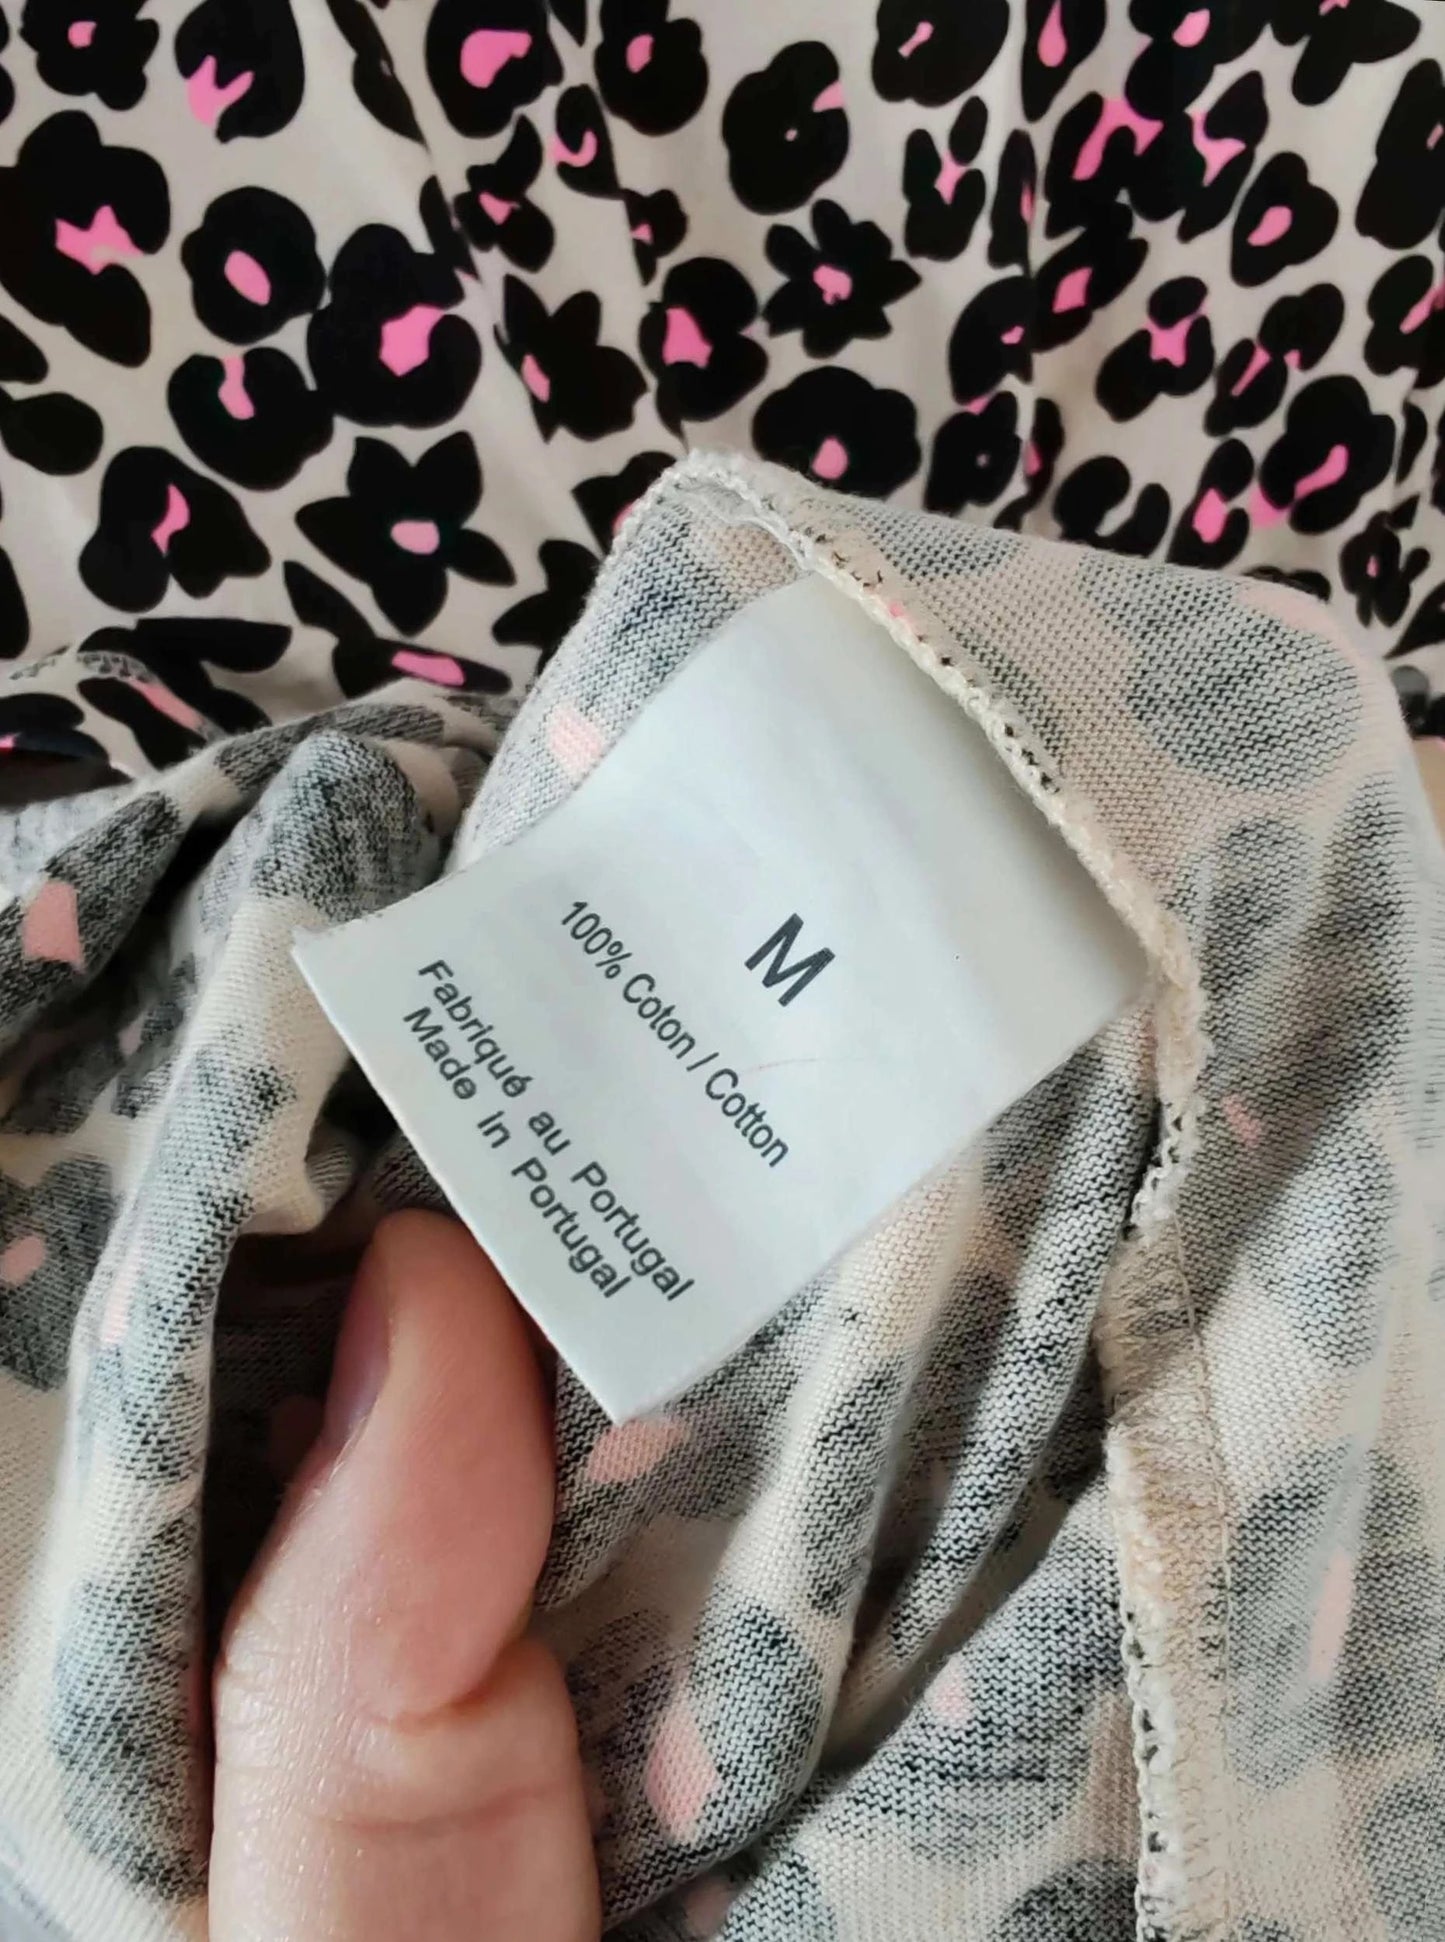 M
100% Coton / Cotton
Fabriqué au Portugal
Made In Portugal